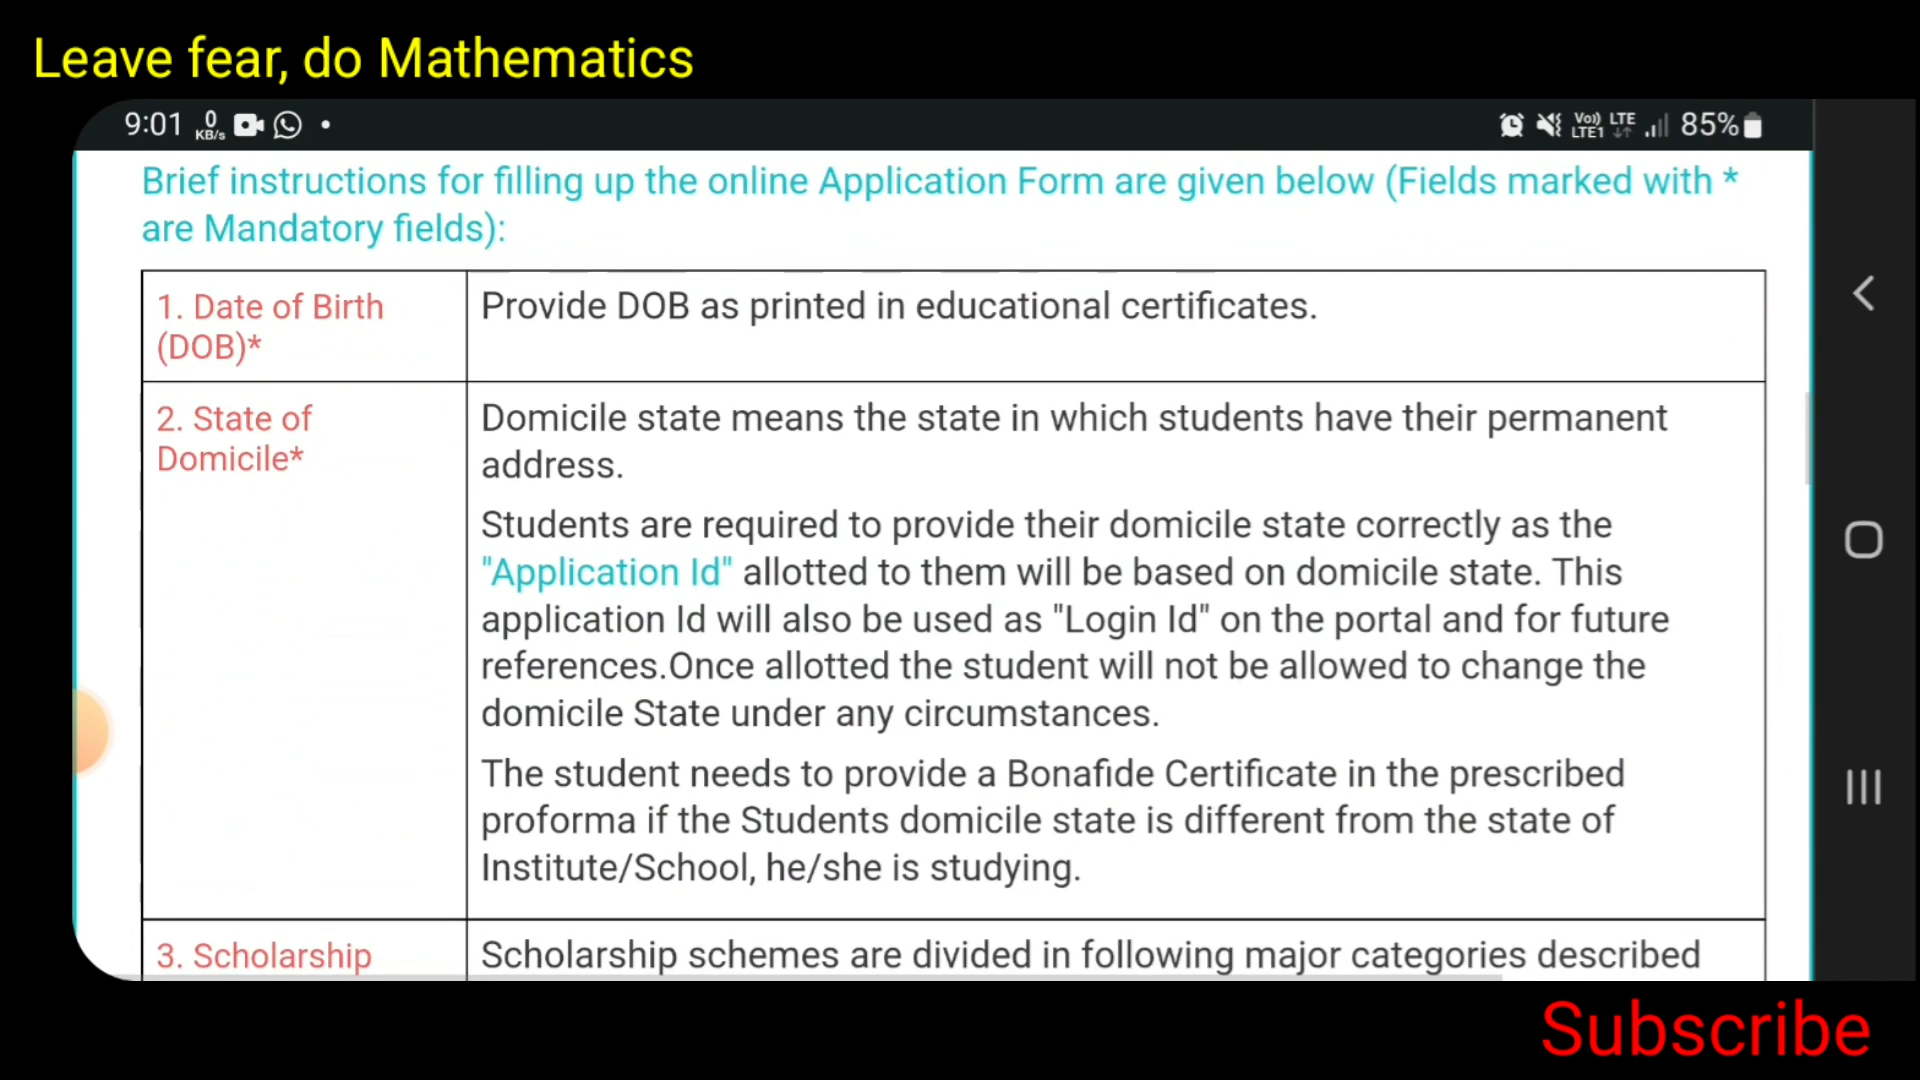 Leave fear, do Mathematics
9:01 0 KB/s • Vo)) LTE LTE1 85%
Brief instructions for filling up the online Application Form are given below (Fields marked with *
are Mandatory fields):
1. Date of Birth
(DOB)*
Provide DOB as printed in educational certificates.
2. State of
Domicile*
Domicile state means the state in which students have their permanent
address.
Students are required to provide their domicile state correctly as the
"Application Id" allotted to them will be based on domicile state. This
application Id will also be used as "Login Id" on the portal and for future
references.Once allotted the student will not be allowed to change the
domicile State under any circumstances.
The student needs to provide a Bonafide Certificate in the prescribed
proforma if the Students domicile state is different from the state of
Institute/School, he/she is studying.
3. Scholarship
Scholarship schemes are divided in following major categories described
Subscribe